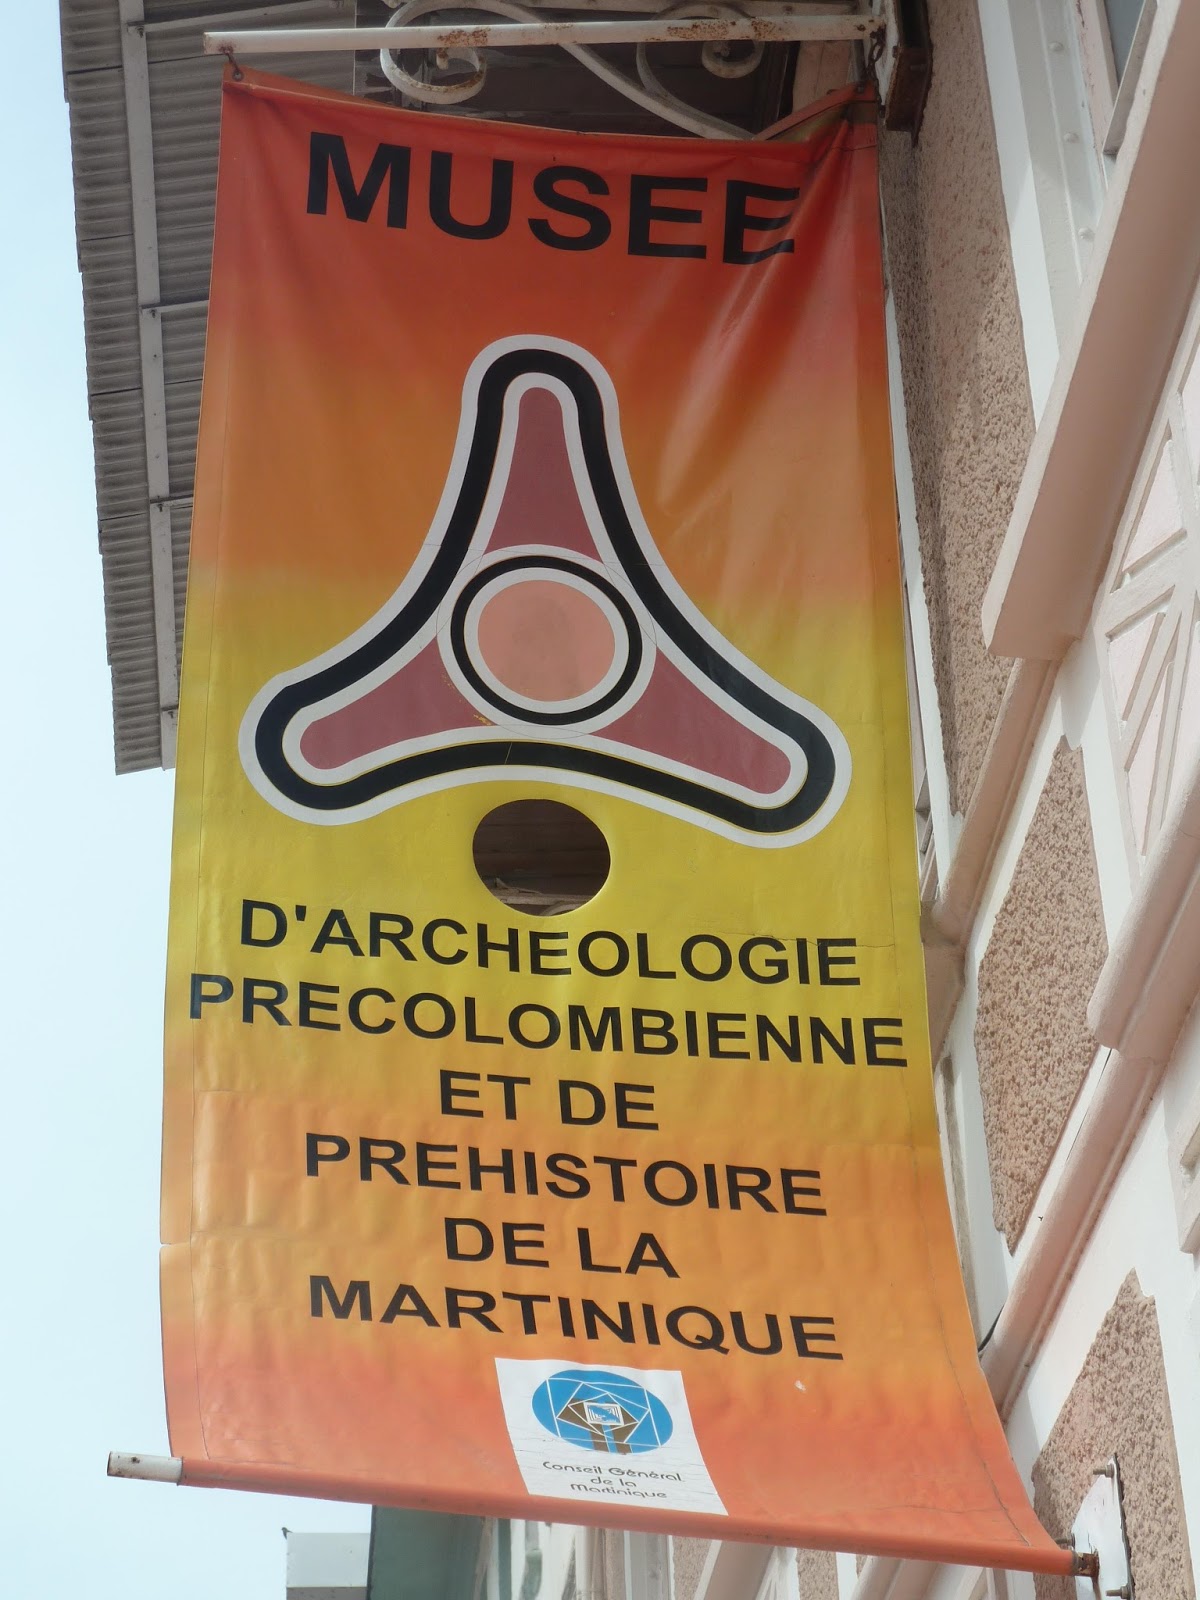 MUSEE
D'ARCHEOLOGIE
PRECOLOMBIENNE
ET DE
PREHISTOIRE
DE LA
MARTINIQUE
Conseil Général
de la
Martinique